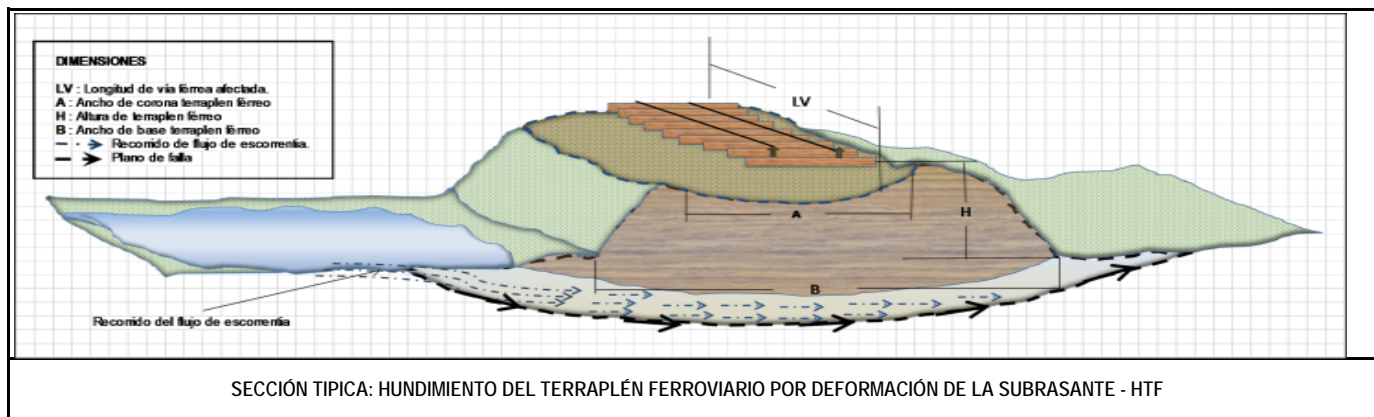 DIMENSIONES
LV : Longitud de vía férrea afectada.
A : Ancho de corona terraplen férreo
H : Altura de terraplen férreo
B : Ancho de base terraplen férreo
Recorrido de flujo de escorrentía.
Plano de falla
LV
A
H
B
Recorrido del flujo de escorrentía
SECCIÓN TIPICA: HUNDIMIENTO DEL TERRAPLÉN FERROVIARIO POR DEFORMACIÓN DE LA SUBRASANTE - HTF